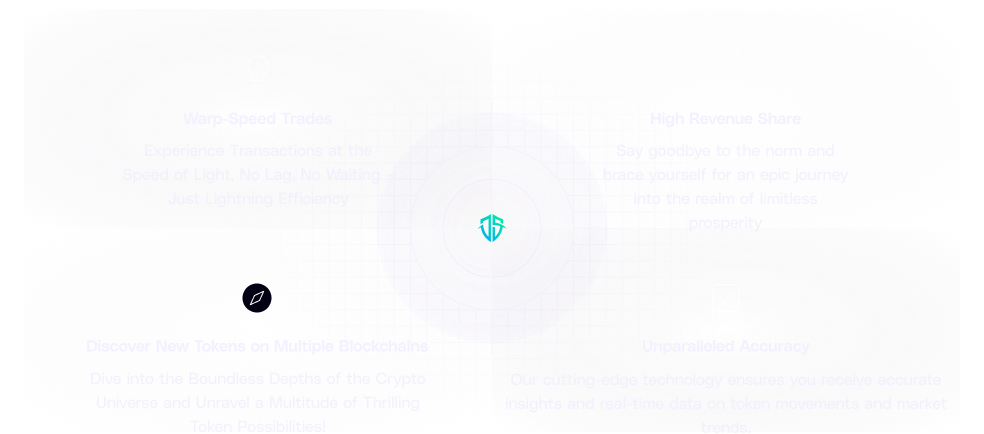 Warp-Speed Trades
Experience Transactions at the
Speed of Light, No Lag, No Waiting
Just Lightning Efficiency
High Revenue Share
Say goodbye to the norm and
brace yourself for an epic journey
into the realm of limitless
prosperity
Discover New Tokens on Multiple Blockchains
Dive into the Boundless Depths of the Crypto
Universe and Unravel a Multitude of Thrilling
Token Possibilities!
Unparalleled Accuracy
Our cutting-edge technology ensures you receive accurate
insights and real-time data on token movements and market
trends.